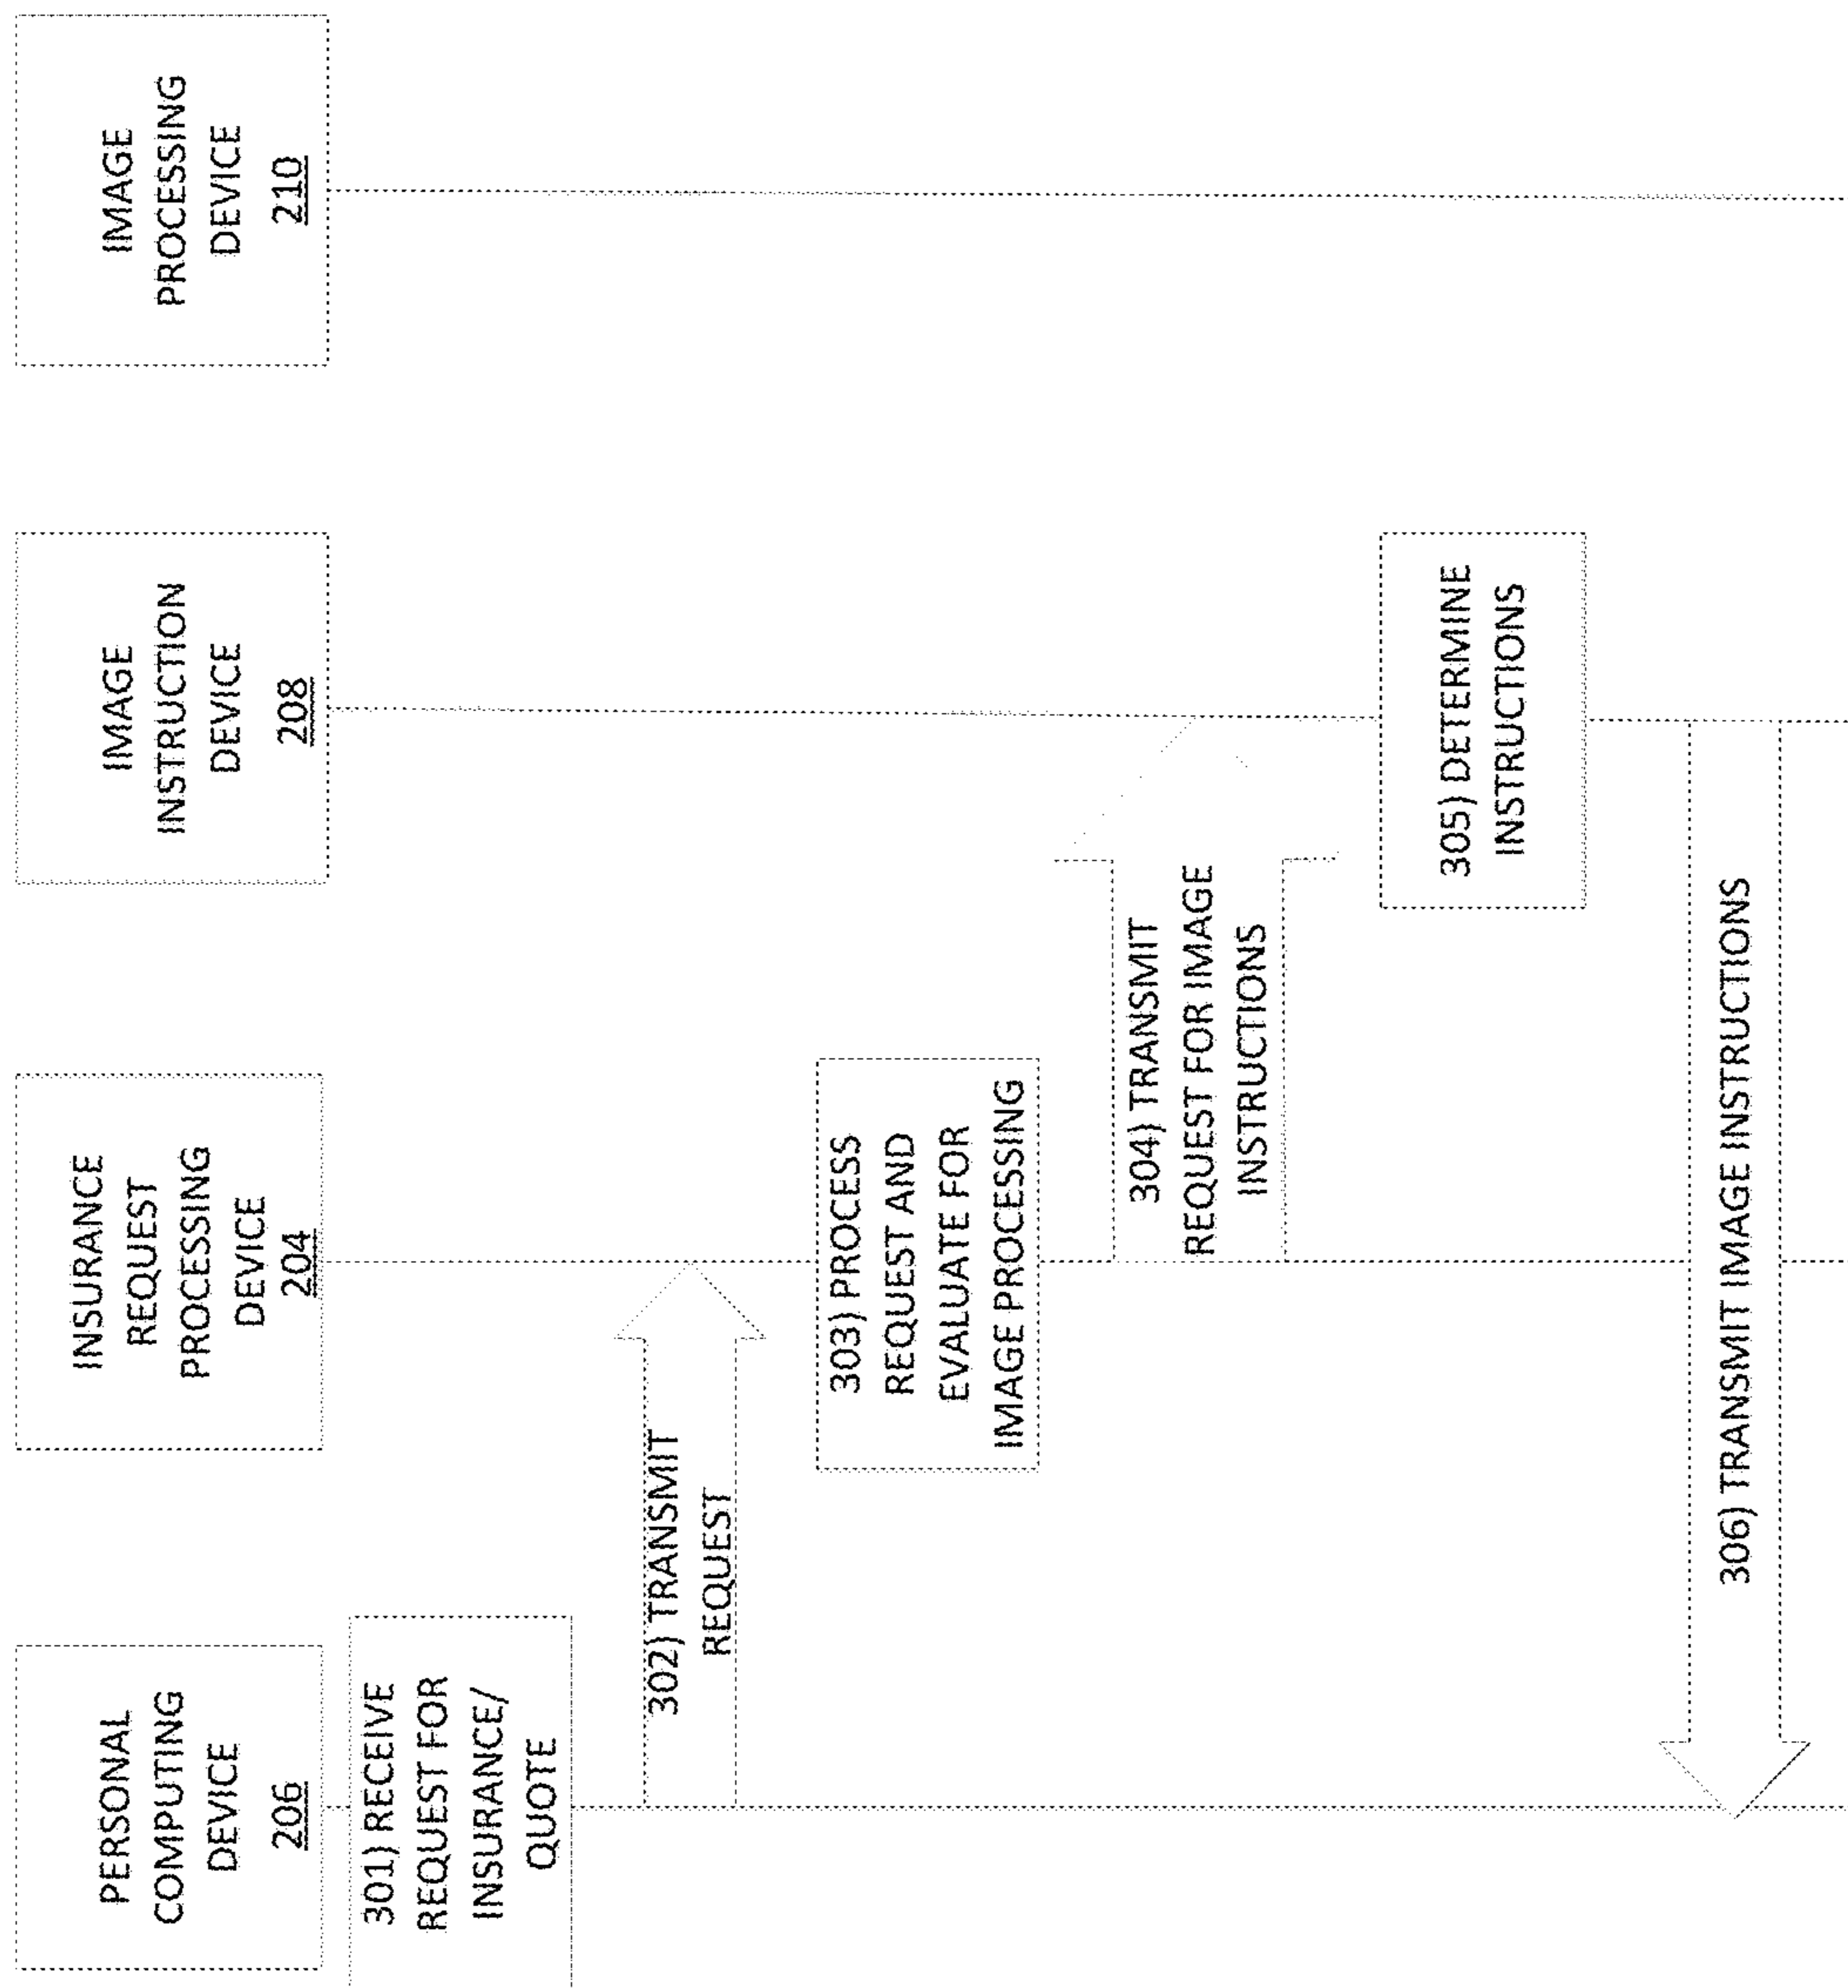 PERSONAL
COMPUTING
DEVICE
206
INSURANCE
REQUEST
PROCESSING
DEVICE
204
IMAGE
INSTRUCTION
DEVICE
208
IMAGE
PROCESSING
DEVICE
210
301) RECEIVE
REQUEST FOR
INSURANCE/
QUOTE
302) TRANSMIT
REQUEST
303) PROCESS
REQUEST AND
EVALUATE FOR
IMAGE PROCESSING
304) TRANSMIT
REQUEST FOR IMAGE
INSTRUCTIONS
305) DETERMINE
INSTRUCTIONS
306) TRANSMIT IMAGE INSTRUCTIONS